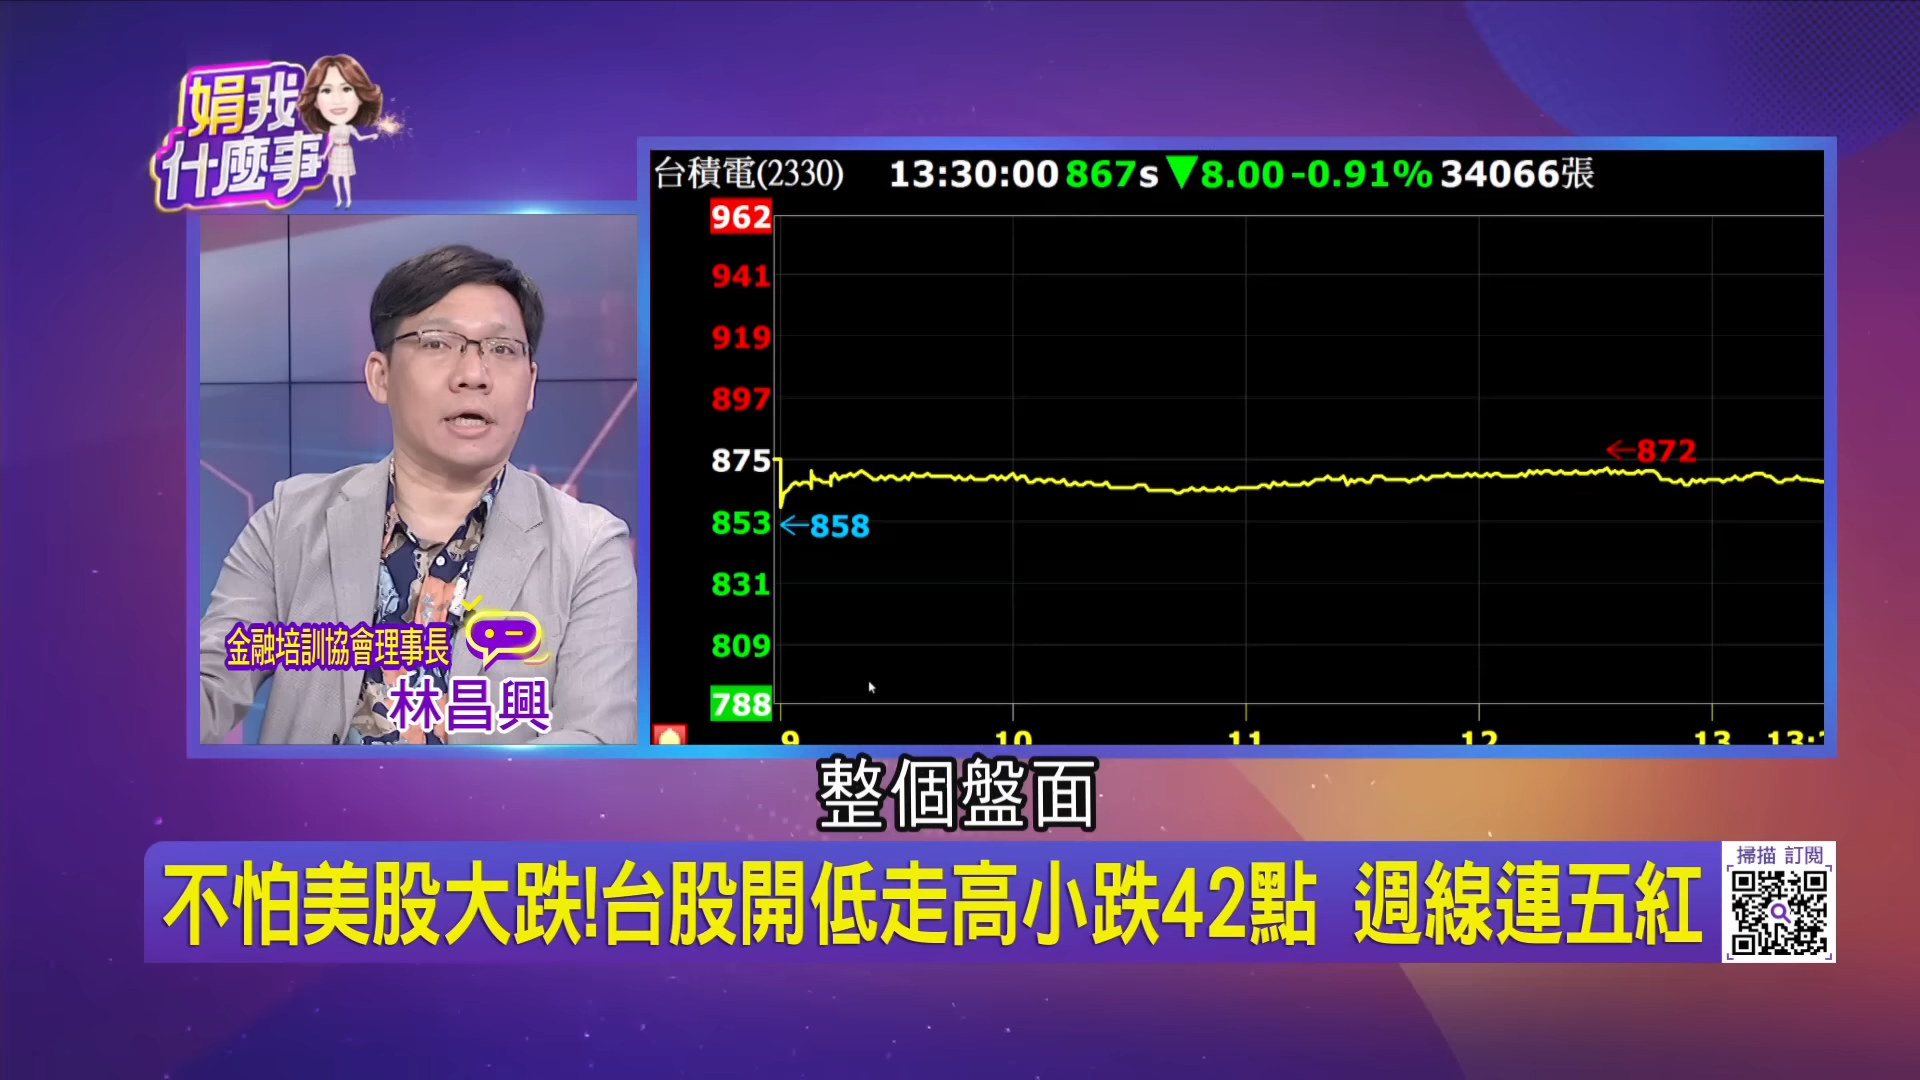 娟我
什麼事
台積電(2330) 13:30:00 867s▼8.00 -0.91% 34066張
962
941
919
897
875
853
831
809
788
←872
←858
9 10 11 12 13
金融培訓協會理事長
林昌興
整個盤面
不怕美股大跌!台股開低走高小跌42點 週線連五紅
掃描 訂閱